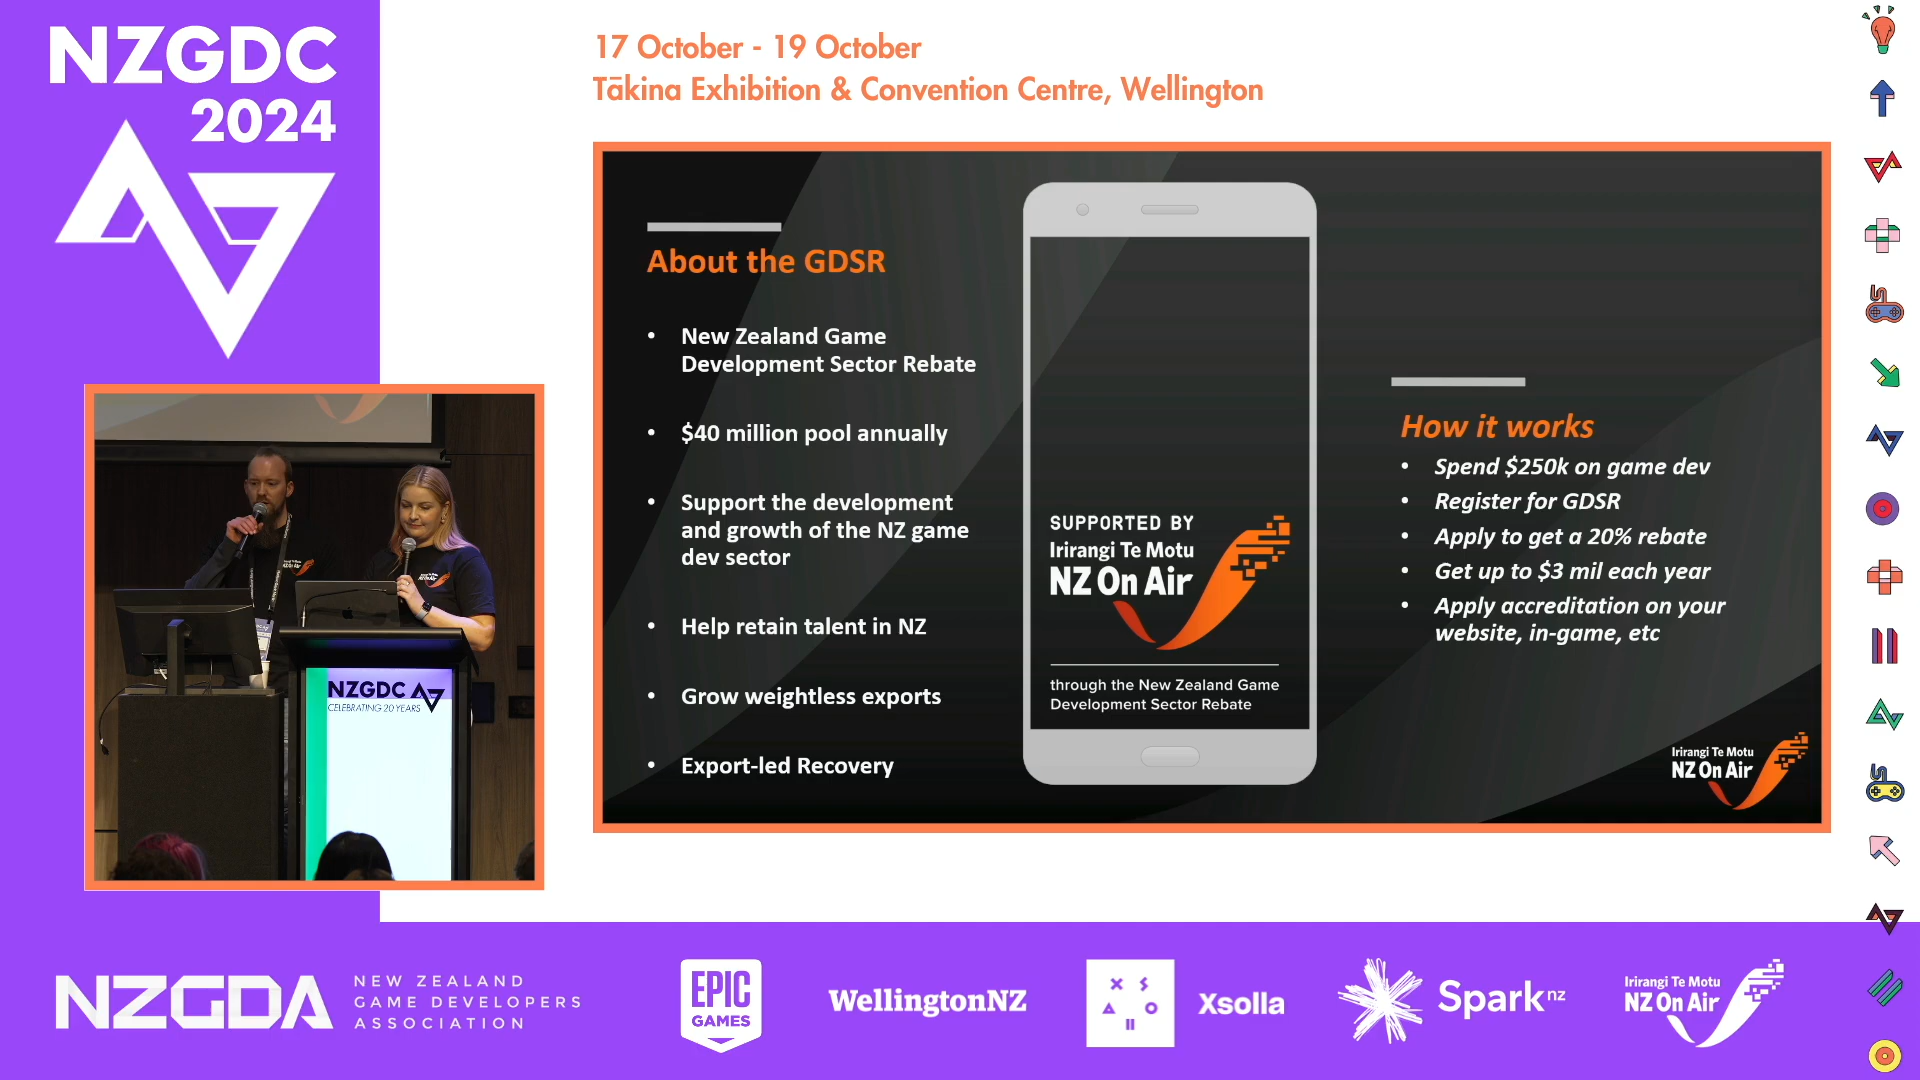 NZGDC
2024
17 October - 19 October
Tākina Exhibition & Convention Centre, Wellington
About the GDSR
• New Zealand Game
Development Sector Rebate
• $40 million pool annually
• Support the development
and growth of the NZ game
dev sector
• Help retain talent in NZ
• Grow weightless exports
• Export-led Recovery
SUPPORTED BY
Irirangi Te Motu
NZ On Air
through the New Zealand Game
Development Sector Rebate
How it works
• Spend $250k on game dev
• Register for GDSR
• Apply to get a 20% rebate
• Get up to $3 mil each year
• Apply accreditation on your
website, in-game, etc
Irirangi Te Motu
NZ On Air
NZ On Air
NZ On Air
NZGDC
CELEBRATING 20 YEARS
NZGDA
NEW ZEALAND
GAME DEVELOPERS
ASSOCIATION
EPIC
GAMES
WellingtonNZ
Xsolla
Spark nz
Irirangi Te Motu
NZ On Air